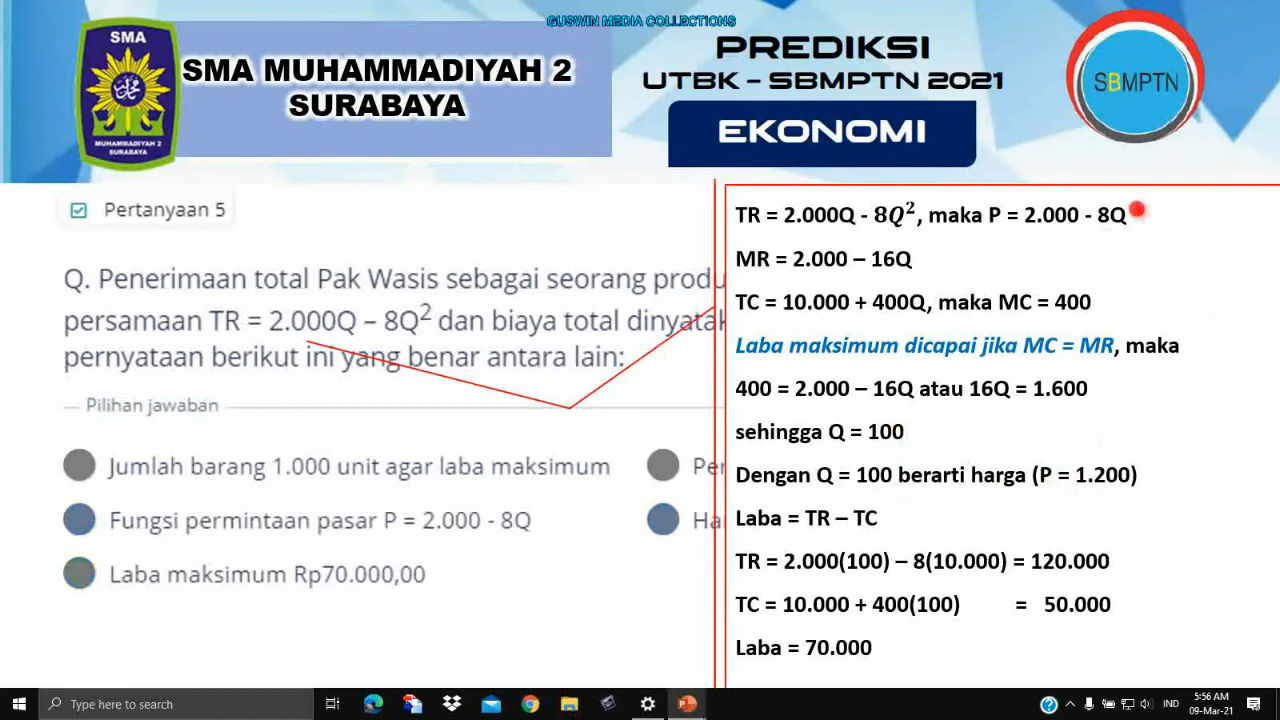 GUSWIN MEDIA COLLECTIONS
SMA
MUHAMMADIYAH 2
SURABAYA
SMA MUHAMMADIYAH 2
SURABAYA
PREDIKSI
UTBK - SBMPTN 2021
EKONOMI
SBMPTN
Pertanyaan 5
Q. Penerimaan total Pak Wasis sebagai seorang produ
persamaan TR = 2.000Q – 8Q² dan biaya total dinyatak
pernyataan berikut ini yang benar antara lain:
Pilihan jawaban
Jumlah barang 1.000 unit agar laba maksimum
Pe
Fungsi permintaan pasar P = 2.000 - 8Q
Ha
Laba maksimum Rp70.000,00
TR = 2.000Q - 8Q², maka P = 2.000 - 8Q
MR = 2.000 – 16Q
TC = 10.000 + 400Q, maka MC = 400
Laba maksimum dicapai jika MC = MR, maka
400 = 2.000 – 16Q atau 16Q = 1.600
sehingga Q = 100
Dengan Q = 100 berarti harga (P = 1.200)
Laba = TR – TC
TR = 2.000(100) – 8(10.000) = 120.000
TC = 10.000 + 400(100) = 50.000
Laba = 70.000
Type here to search
IND
5:56 AM
09-Mar-21